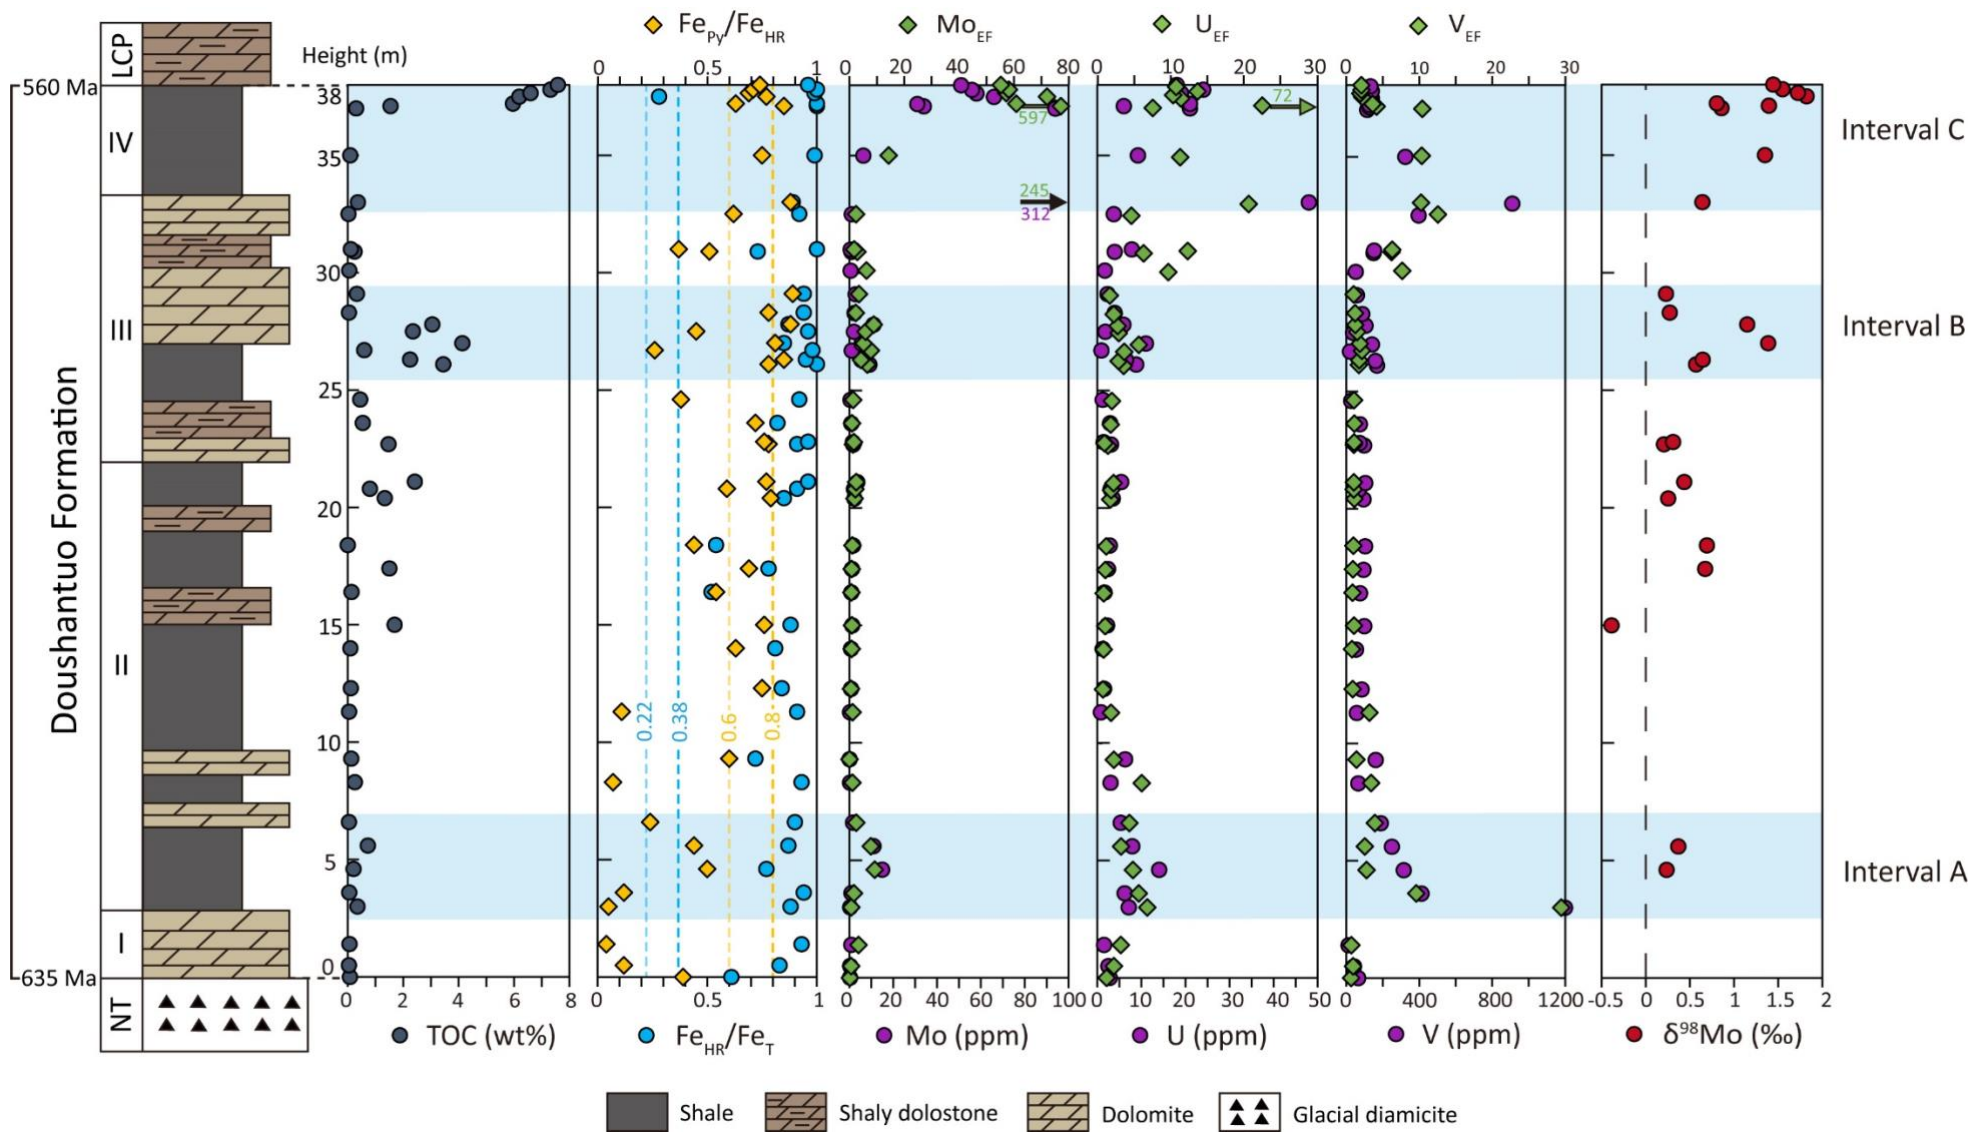 Fe_Py/Fe_HR Mo_EF U_EF V_EF
LCP
Height (m)
0 0.5 1 0 20 40 60 80 0 10 20 30 0 10 20 30
560 Ma
38
72
597
IV
Interval C
35
245
312
30
III
Interval B
25
Doushantuo Formation
20
15
II
0.22
0.38
0.6
0.8
10
5
Interval A
I
0
635 Ma
NT
0 2 4 6 8 0 0.5 1 0 20 40 60 80 100 0 10 20 30 40 50 0 400 800 1200 -0.5 0 0.5 1 1.5 2
TOC (wt%) Fe_HR/Fe_T Mo (ppm) U (ppm) V (ppm) δ⁹⁸Mo (‰)
Shale Shaly dolostone Dolomite Glacial diamicite